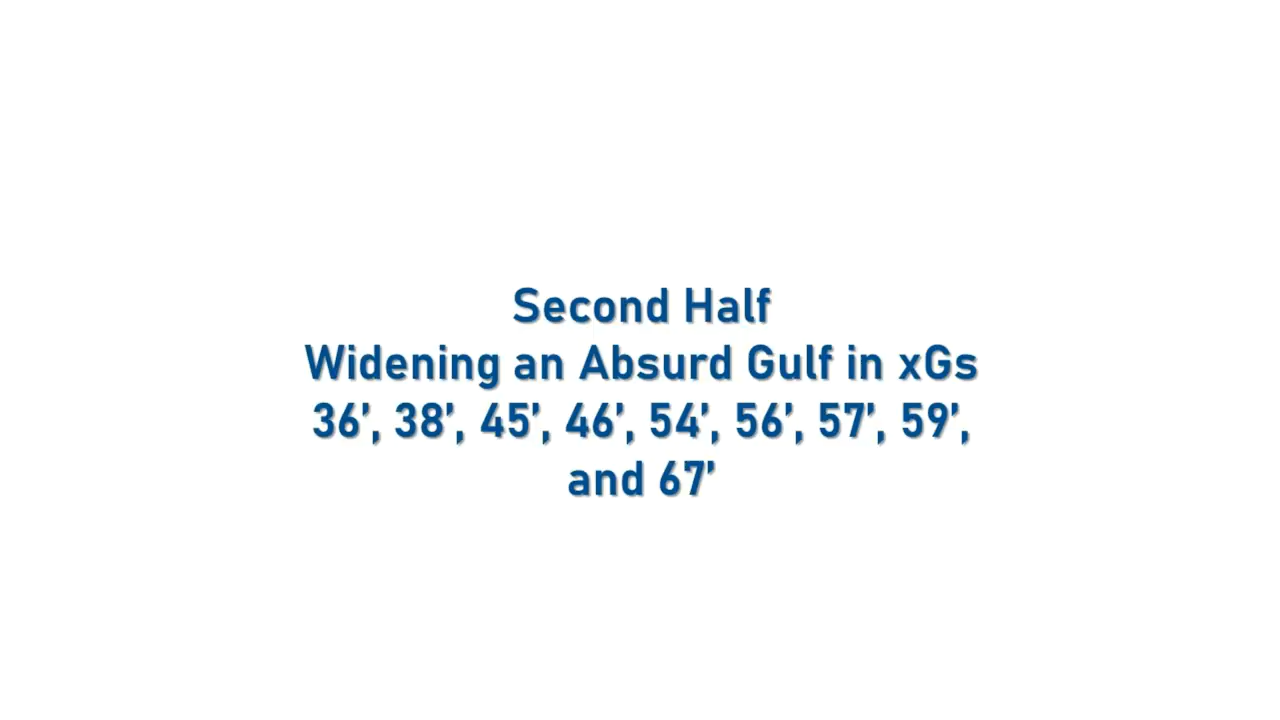 Second Half
Widening an Absurd Gulf in xGs
36’, 38’, 45’, 46’, 54’, 56’, 57’, 59’,
and 67’